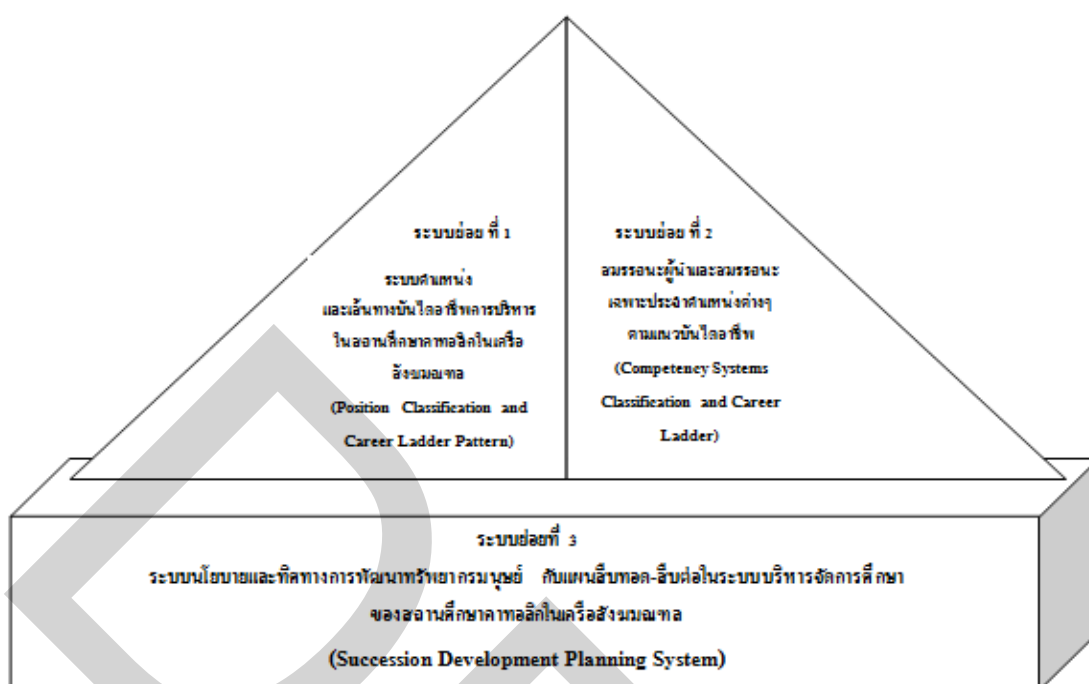 ระบบย่อย ที่ 1
ระบบตำแหน่ง
และเส้นทางบันไดอาชีพการบริหาร
ในสถานศึกษาคาทอลิกในเครือ
สังฆมณฑล
(Position Classification and
Career Ladder Pattern)
ระบบย่อย ที่ 2
สมรรถนะผู้นำและสมรรถนะ
เฉพาะประจำตำแหน่งต่างๆ
ตามแนวบันไดอาชีพ
(Competency Systems
Classification and Career
Ladder)
ระบบย่อยที่ 3
ระบบนโยบายและทิศทางการพัฒนาทรัพยากรมนุษย์ กับแผนสืบทอด-สืบต่อในระบบบริหารจัดการศึกษา
ของสถานศึกษาคาทอลิกในเครือสังฆมณฑล
(Succession Development Planning System)